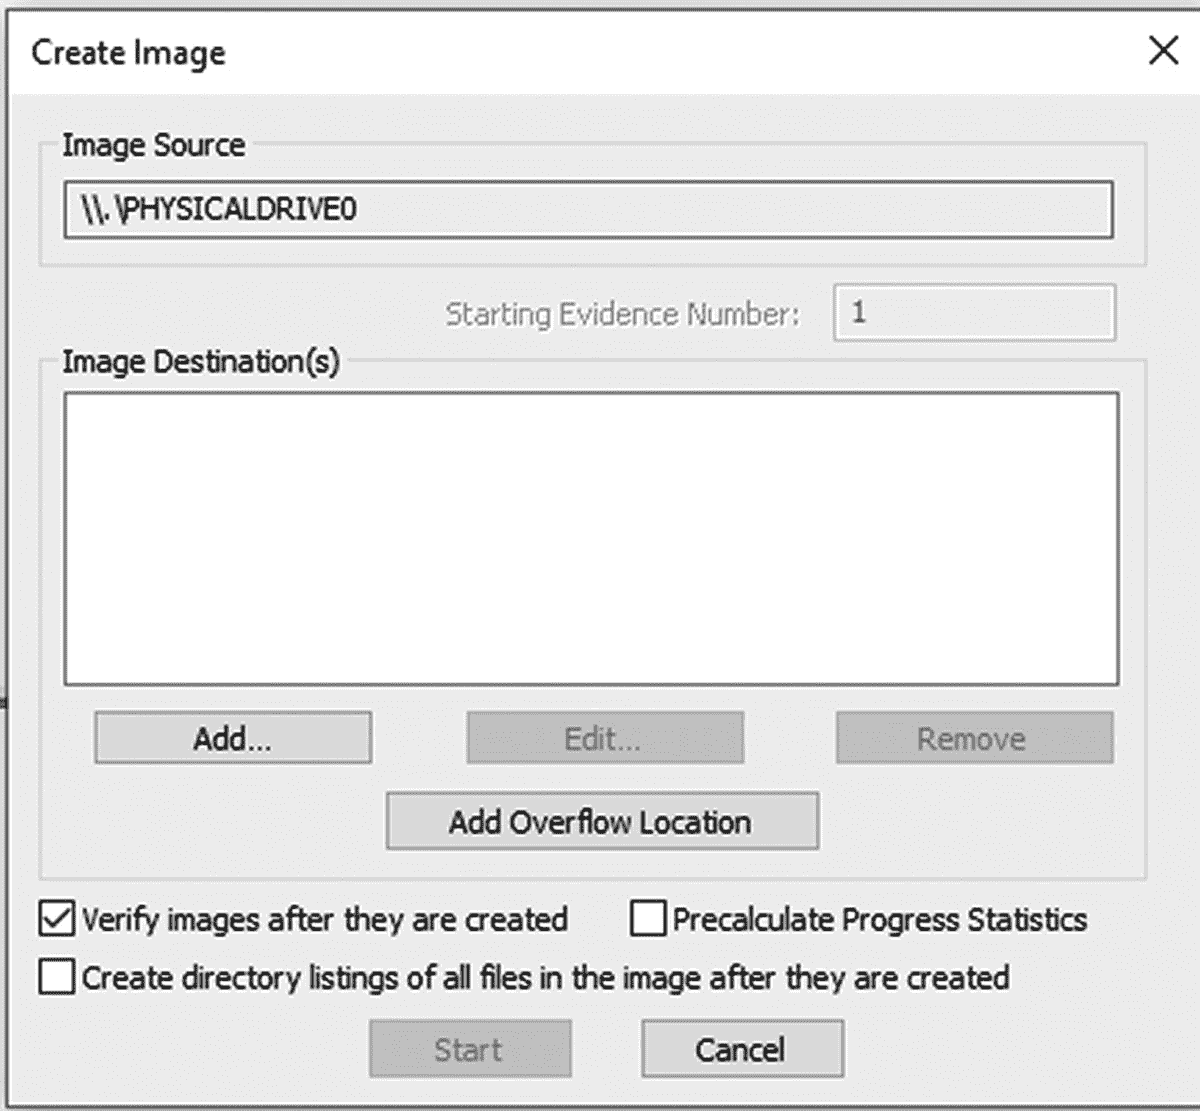 Create Image
Image Source
\\.\PHYSICALDRIVE0
Starting Evidence Number: 1
Image Destination(s)
Add... Edit... Remove
Add Overflow Location
Verify images after they are created Precalculate Progress Statistics
Create directory listings of all files in the image after they are created
Start Cancel